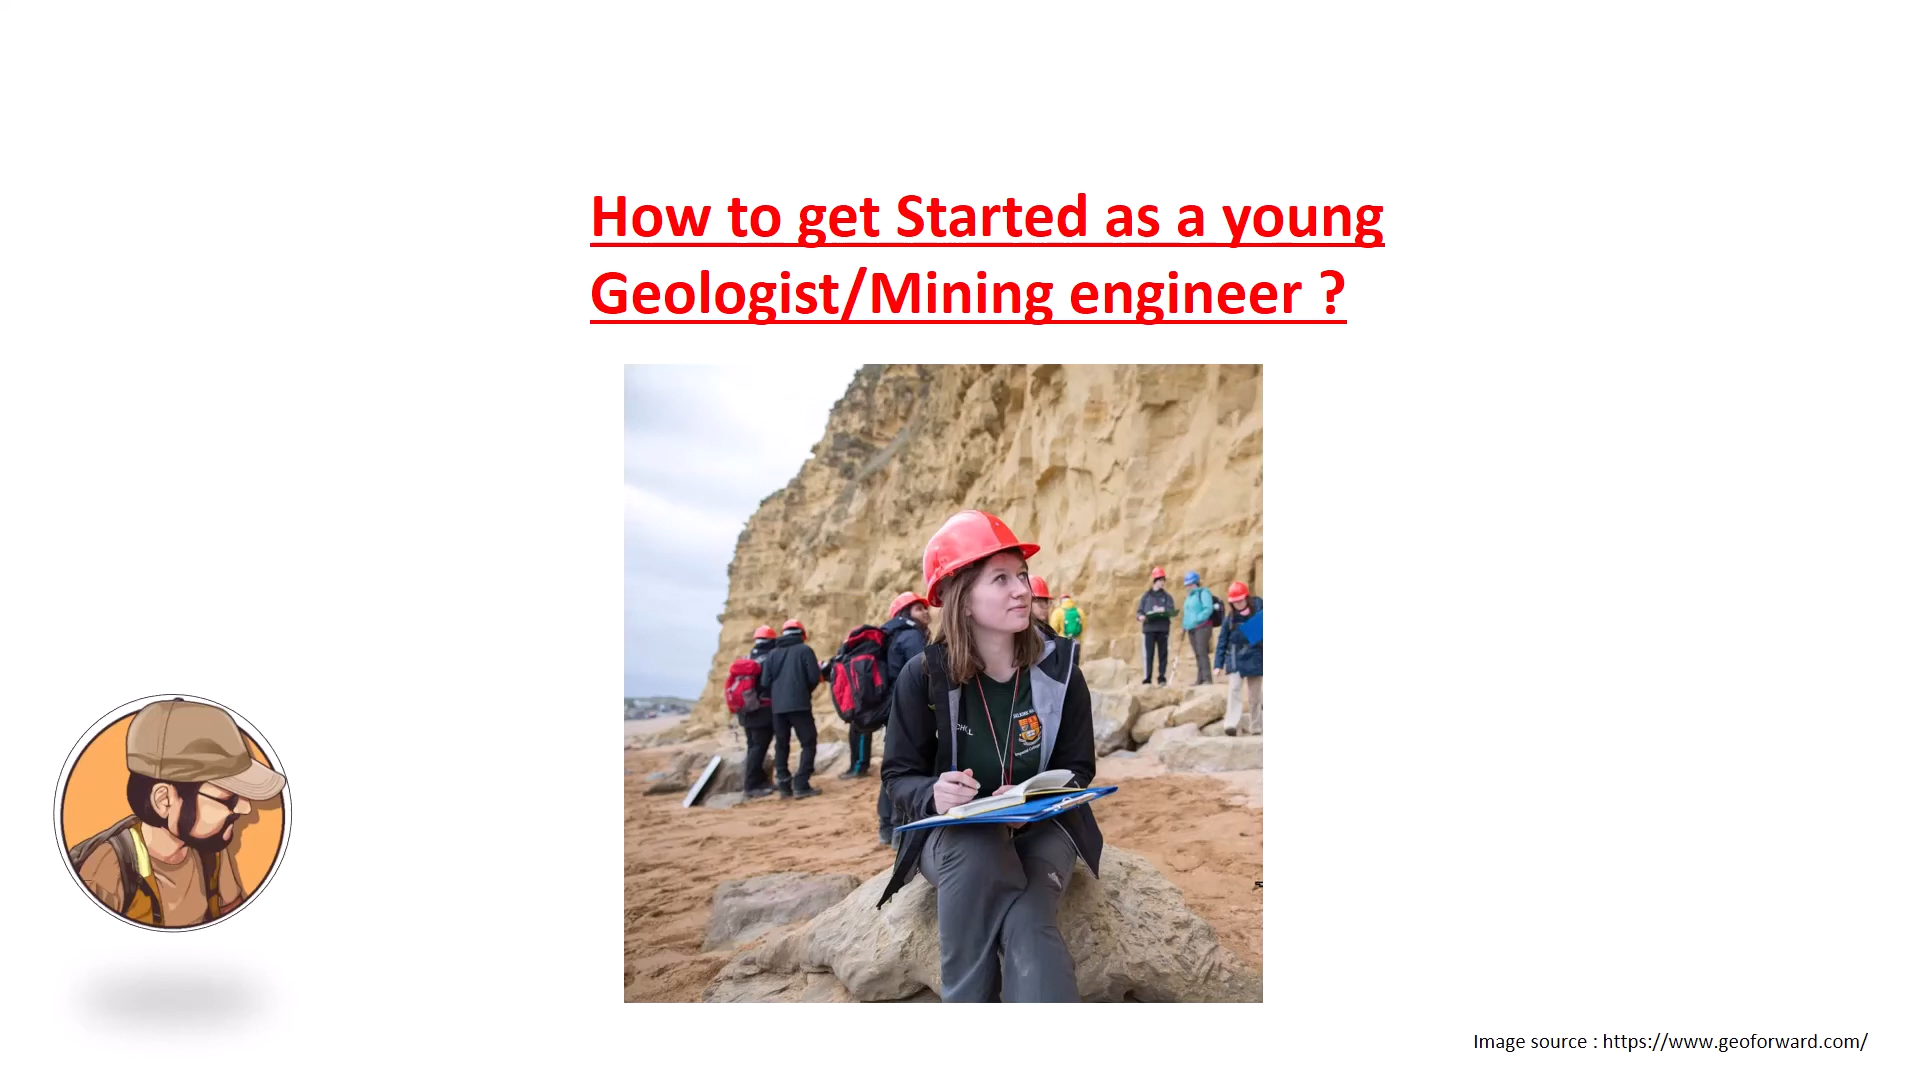 How to get Started as a young
Geologist/Mining engineer ?
Image source : https://www.geoforward.com/